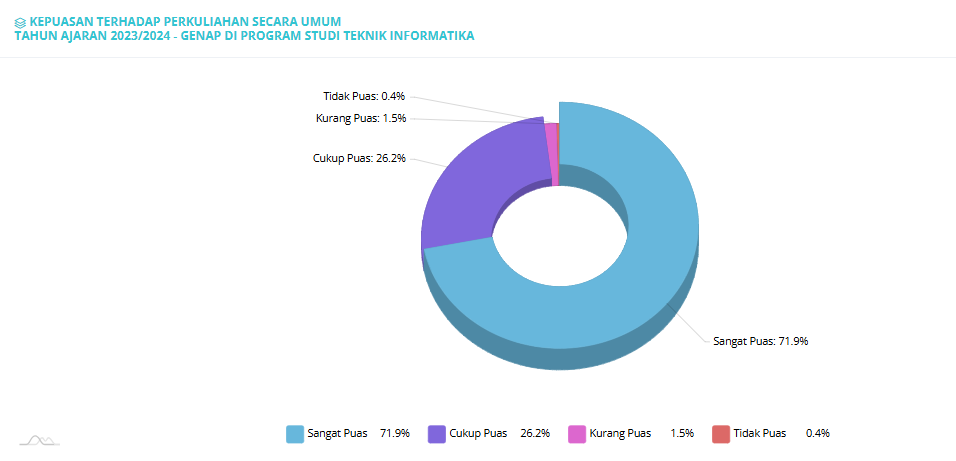 KEPUASAN TERHADAP PERKULIAHAN SECARA UMUM
TAHUN AJARAN 2023/2024 - GENAP DI PROGRAM STUDI TEKNIK INFORMATIKA
Tidak Puas: 0.4%
Kurang Puas: 1.5%
Cukup Puas: 26.2%
Sangat Puas: 71.9%
Sangat Puas 71.9% Cukup Puas 26.2% Kurang Puas 1.5% Tidak Puas 0.4%